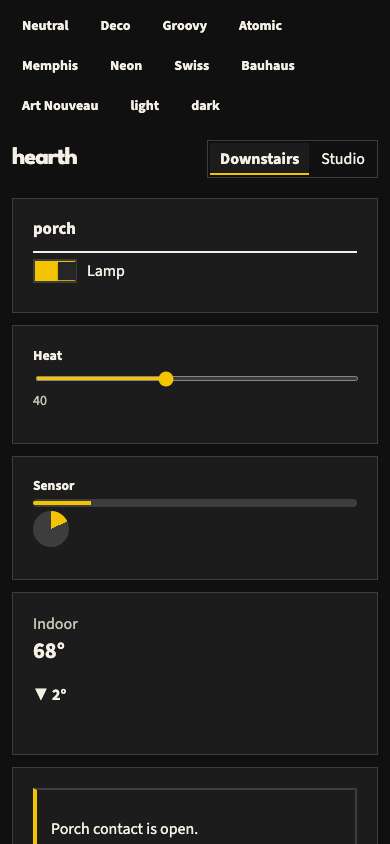 Neutral Deco Groovy Atomic
Memphis Neon Swiss Bauhaus
Art Nouveau light dark
hearth Downstairs Studio
porch
Lamp
Heat
40
Sensor
Indoor
68°
▼ 2°
Porch contact is open.